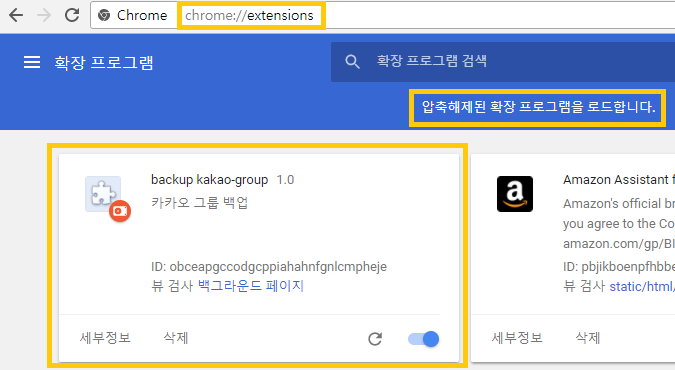 Chrome chrome://extensions
확장 프로그램
확장 프로그램 검색
압축해제된 확장 프로그램을 로드합니다.
backup kakao-group 1.0
카카오 그룹 백업
ID: obceapgccodgcppiahahnfgnlcmpheje
뷰 검사 백그라운드 페이지
세부정보 삭제
Amazon Assistant f
Amazon's official br
you agree to the Co
amazon.com/gp/BI
ID: pbjikboenpfhbbe
뷰 검사 static/html/
세부정보 삭제